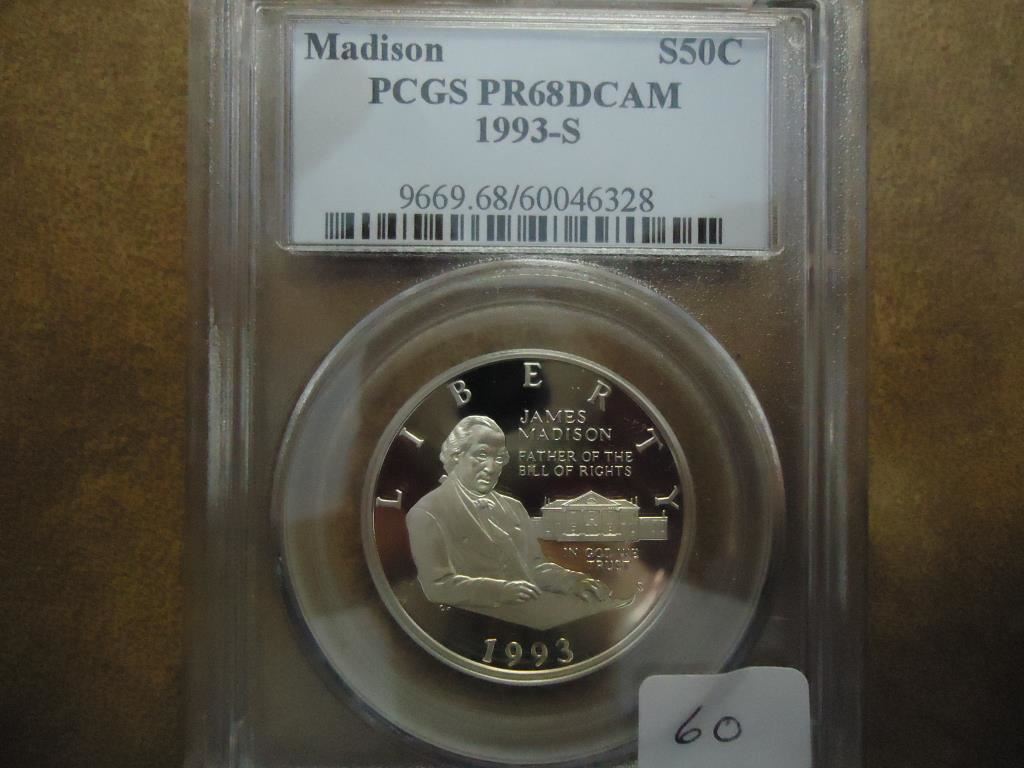 Madison S50C
PCGS PR68DCAM
1993-S
9669.68/60046328
LIBERTY
JAMES
MADISON
FATHER OF THE
BILL OF RIGHTS
IN GOD WE
TRUST
S
1993
60